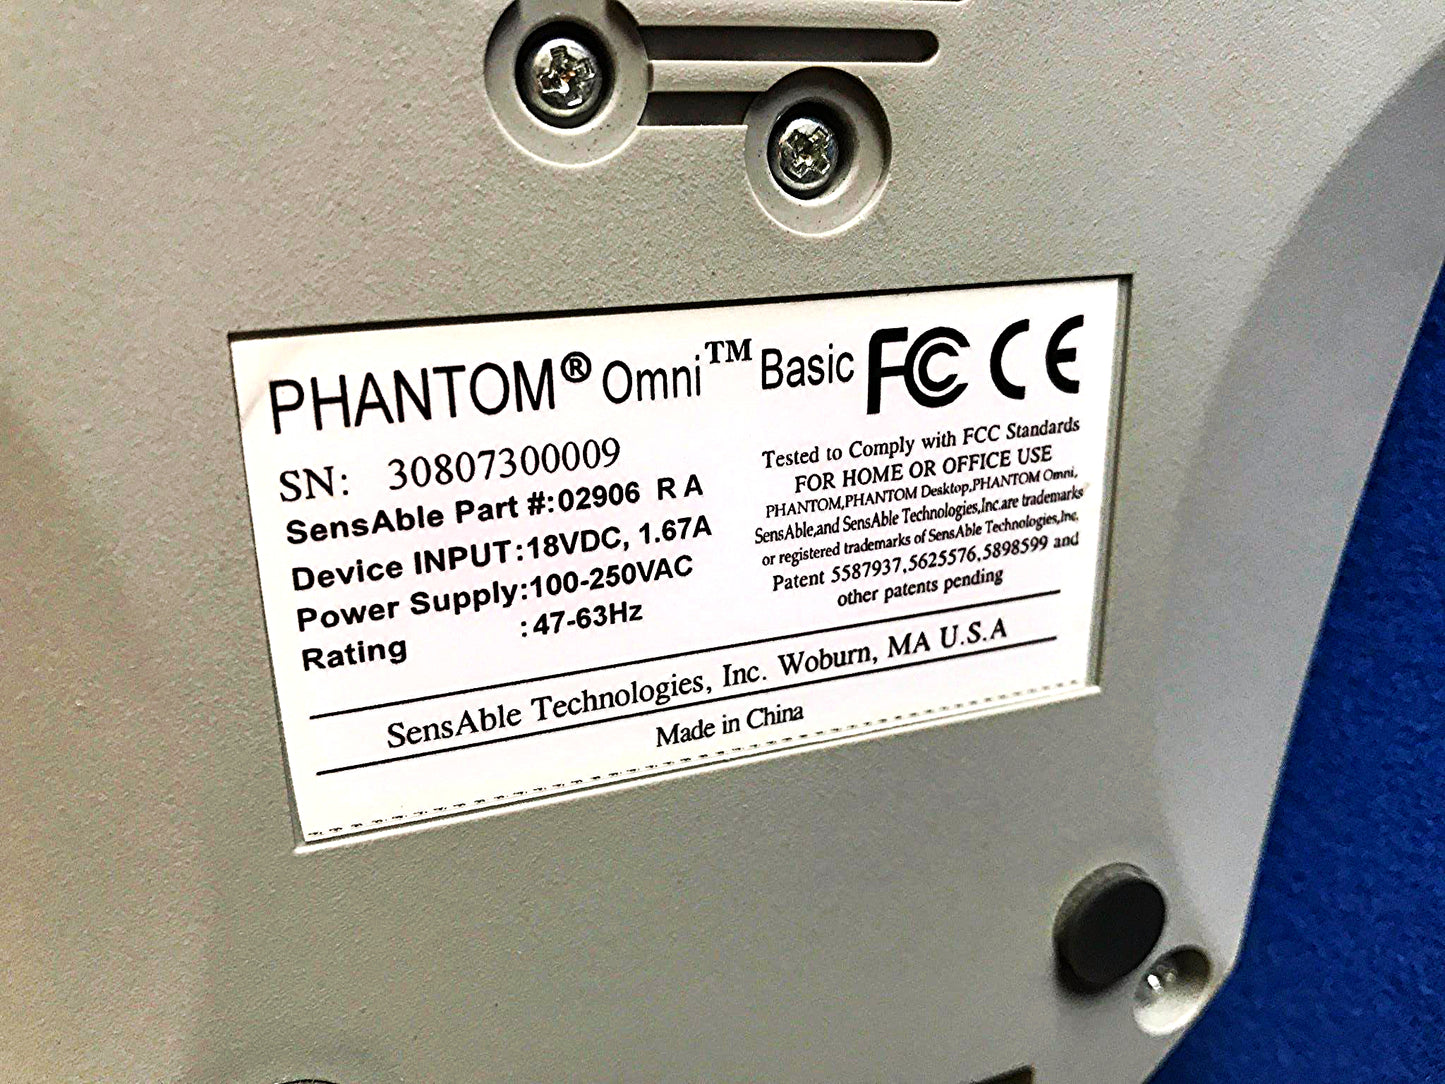 PHANTOM® Omni™ Basic FC CE
SN: 30807300009
SensAble Part #:02906 R A
Device INPUT:18VDC, 1.67A
Power Supply:100-250VAC
Rating :47-63Hz
Tested to Comply with FCC Standards
FOR HOME OR OFFICE USE
PHANTOM,PHANTOM Desktop,PHANTOM Omni,
SensAble,and SensAble Technologies,Inc.are trademarks
or registered trademarks of SensAble Technologies,Inc.
Patent 5587937,5625576,5898599 and
other patents pending
SensAble Technologies, Inc. Woburn, MA U.S.A
Made in China